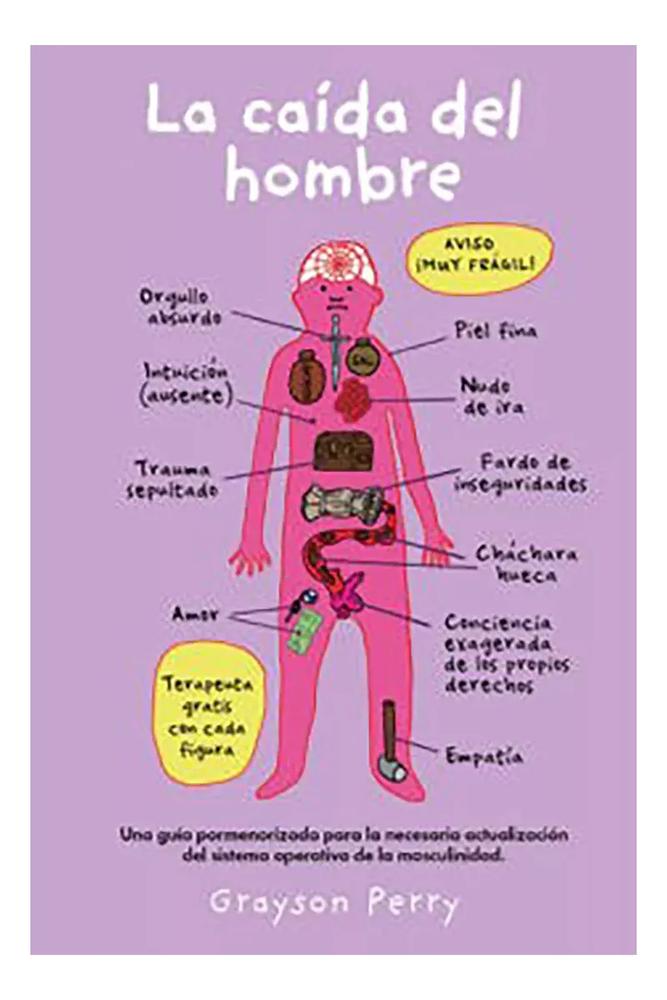 La caída del
hombre
AVISO
¡MUY FRÁGIL!
Orgullo
absurdo
Piel fina
Intuición
(ausente)
Nudo
de ira
Trauma
sepultado
Fardo de
inseguridades
Cháchara
hueca
Amor
Conciencia
exagerada
de los propios
derechos
Terapeuta
gratis
con cada
figura
Empatía
Una guía pormenorizada para la necesaria actualización
del sistema operativo de la masculinidad.
Grayson Perry